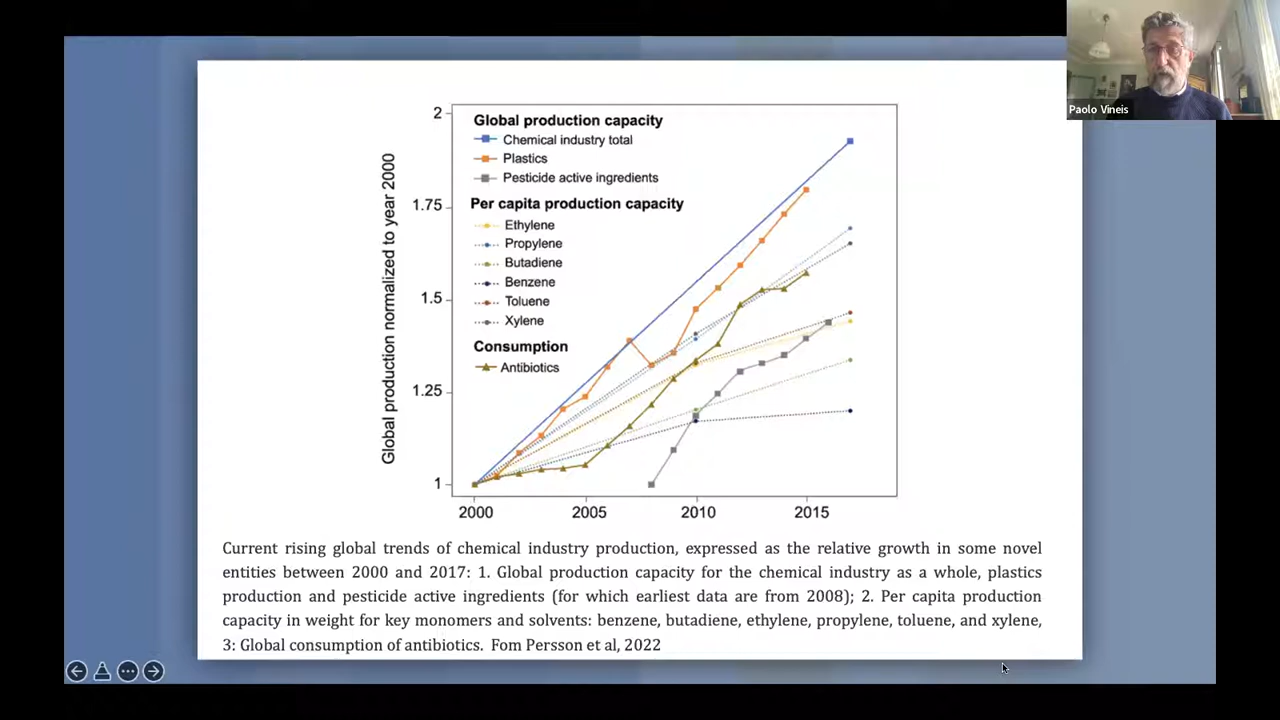 Paolo Vineis
Global production normalized to year 2000
2
1.75
1.5
1.25
1
Global production capacity
Chemical industry total
Plastics
Pesticide active ingredients
Per capita production capacity
Ethylene
Propylene
Butadiene
Benzene
Toluene
Xylene
Consumption
Antibiotics
2000 2005 2010 2015
Current rising global trends of chemical industry production, expressed as the relative growth in some novel
entities between 2000 and 2017: 1. Global production capacity for the chemical industry as a whole, plastics
production and pesticide active ingredients (for which earliest data are from 2008); 2. Per capita production
capacity in weight for key monomers and solvents: benzene, butadiene, ethylene, propylene, toluene, and xylene,
3: Global consumption of antibiotics. Fom Persson et al, 2022